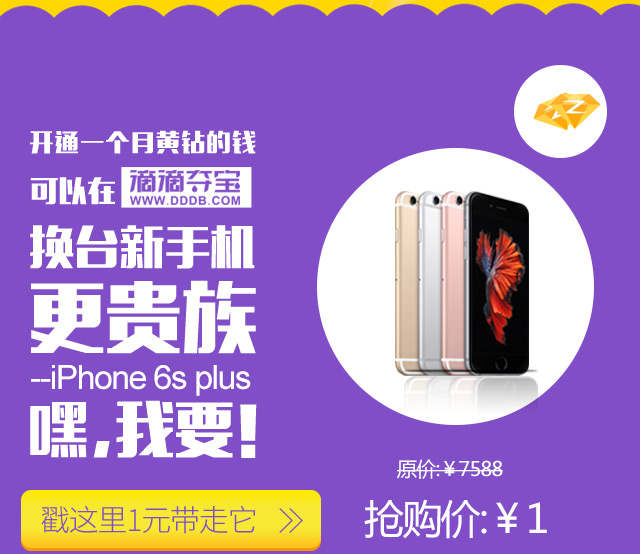 开通一个月黄钻的钱
可以在 滴滴夺宝
WWW.DDDB.COM
换台新手机
更贵族
--iPhone 6s plus
嘿,我要!
戳这里1元带走它 >>
Z
原价:¥7588
抢购价:¥1